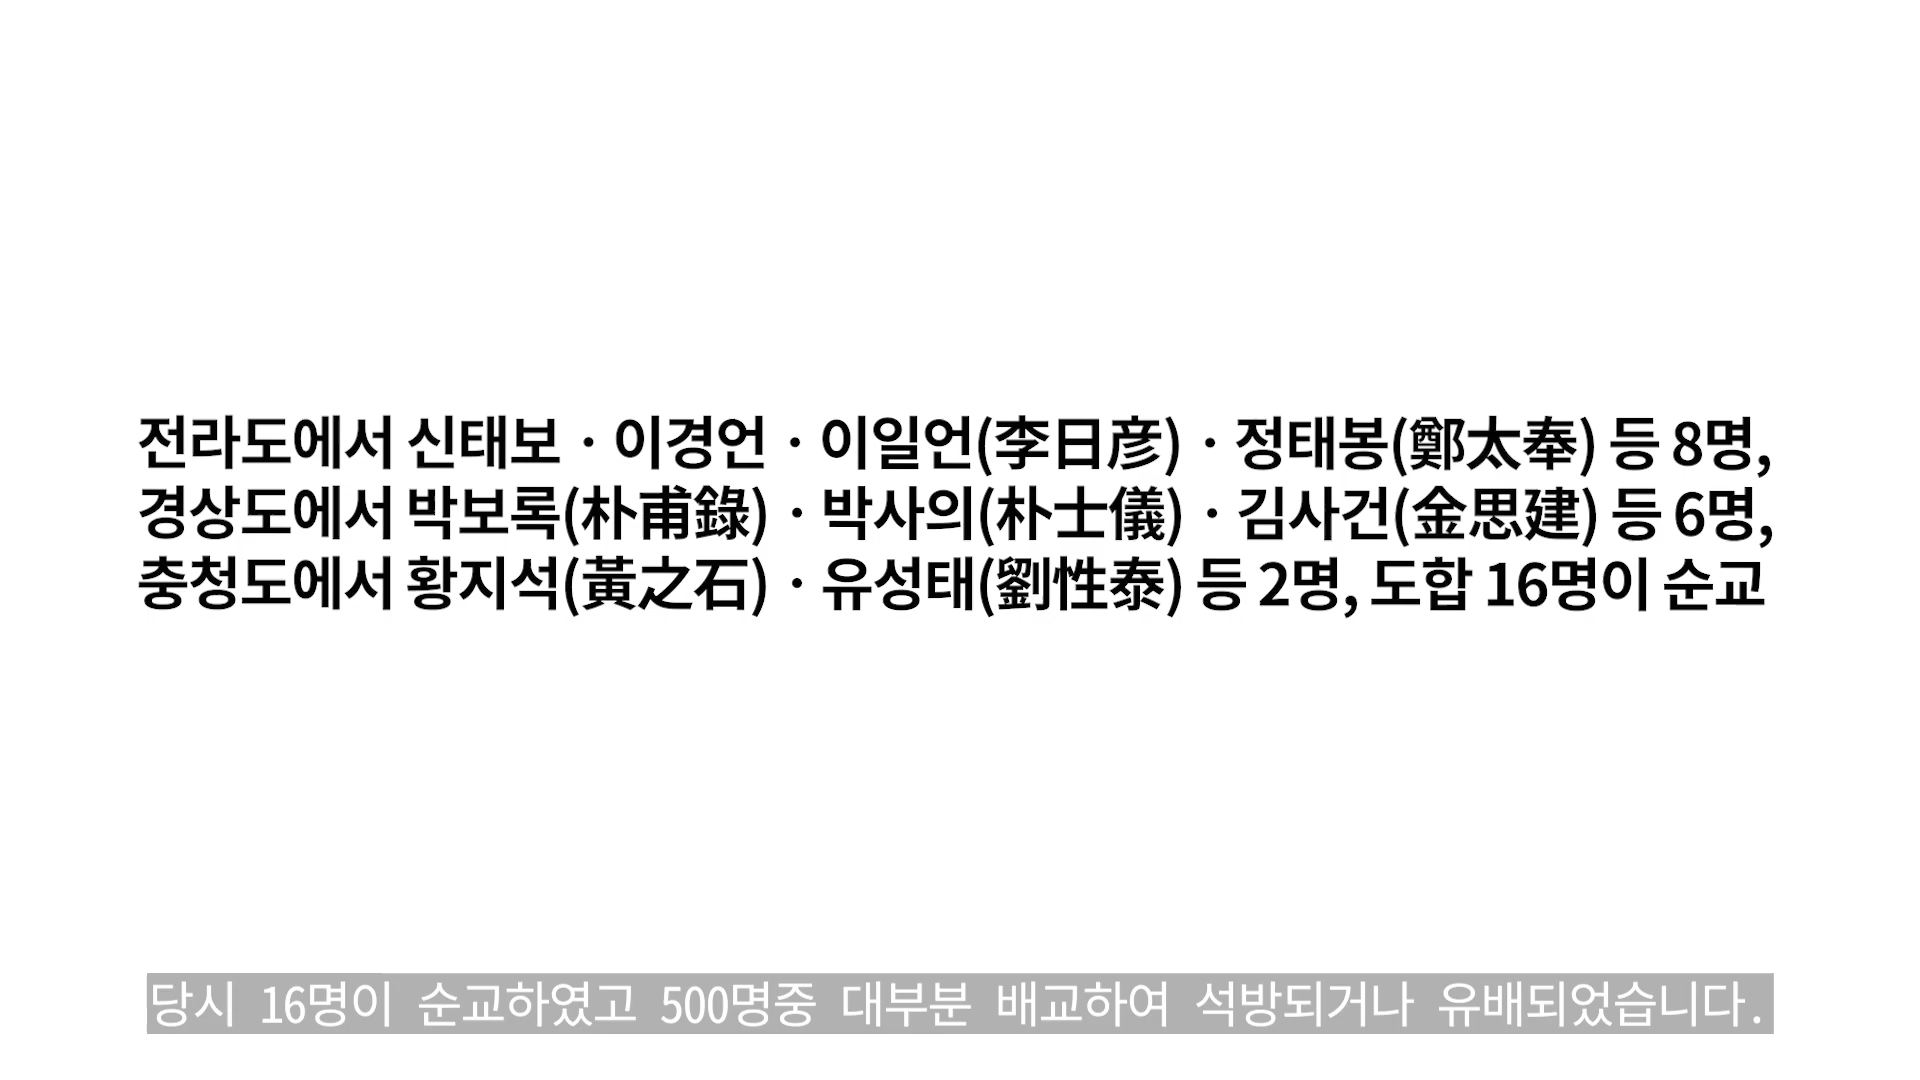 전라도에서 신태보 · 이경언 · 이일언(李日彦) · 정태봉(鄭太奉) 등 8명,
경상도에서 박보록(朴甫錄) · 박사의(朴士儀) · 김사건(金思建) 등 6명,
충청도에서 황지석(黃之石) · 유성태(劉性泰) 등 2명, 도합 16명이 순교
당시 16명이 순교하였고 500명중 대부분 배교하여 석방되거나 유배되었습니다.